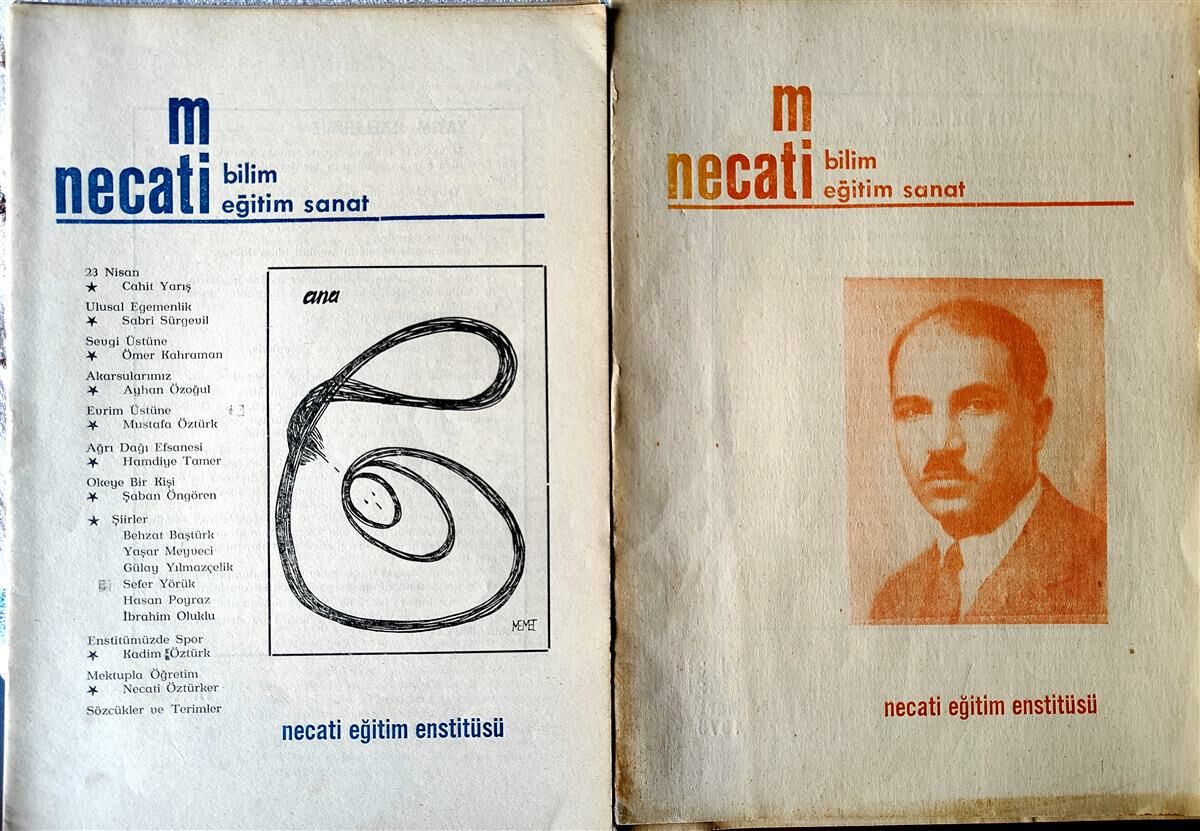 m
necati bilim
eğitim sanat
23 Nisan
★ Cahit Yarış
Ulusal Egemenlik
★ Sabri Sürgevil
Sevgi Üstüne
★ Ömer Kahraman
Akarsularımız
★ Ayhan Özoğul
Evrim Üstüne
★ Mustafa Öztürk
Ağrı Dağı Efsanesi
★ Hamdiye Tamer
Okeye Bir Kişi
★ Şaban Öngören
★ Şiirler
Behzat Baştürk
Yaşar Meyveci
Gülay Yılmazçelik
Sefer Yörük
Hasan Poyraz
İbrahim Oluklu
Enstitümüzde Spor
★ Kadim Öztürk
Mektupla Öğretim
★ Necati Öztürker
Sözcükler ve Terimler
ana
MEMET
necati eğitim enstitüsü
m
necati bilim
eğitim sanat
necati eğitim enstitüsü